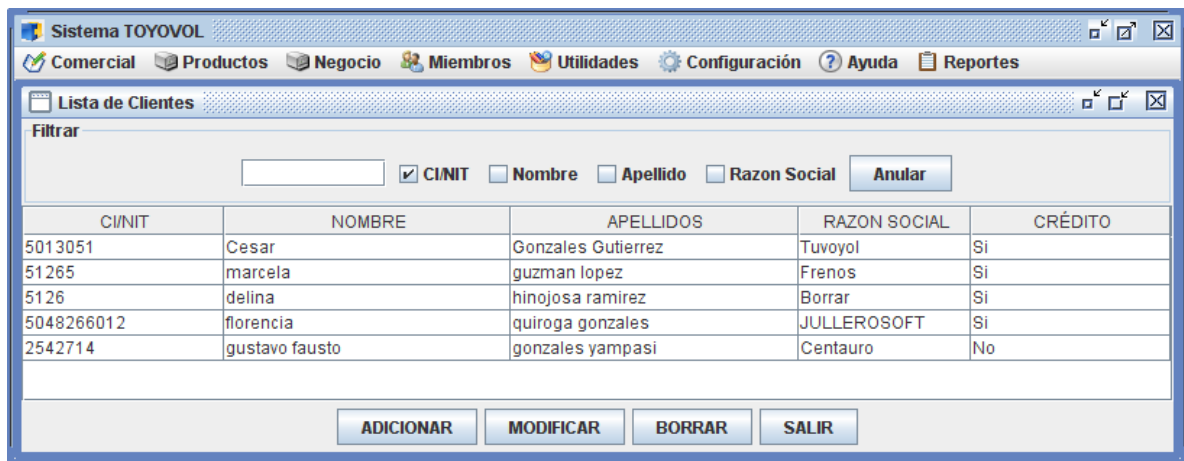 Sistema TOYOVOL
Comercial Productos Negocio Miembros Utilidades Configuración ? Ayuda Reportes
Lista de Clientes
Filtrar
CI/NIT Nombre Apellido Razon Social Anular
CI/NIT NOMBRE APELLIDOS RAZON SOCIAL CRÉDITO
5013051 Cesar Gonzales Gutierrez Tuvoyol Si
51265 marcela guzman lopez Frenos Si
5126 delina hinojosa ramirez Borrar Si
5048266012 florencia quiroga gonzales JULLEROSOFT Si
2542714 gustavo fausto gonzales yampasi Centauro No
ADICIONAR MODIFICAR BORRAR SALIR